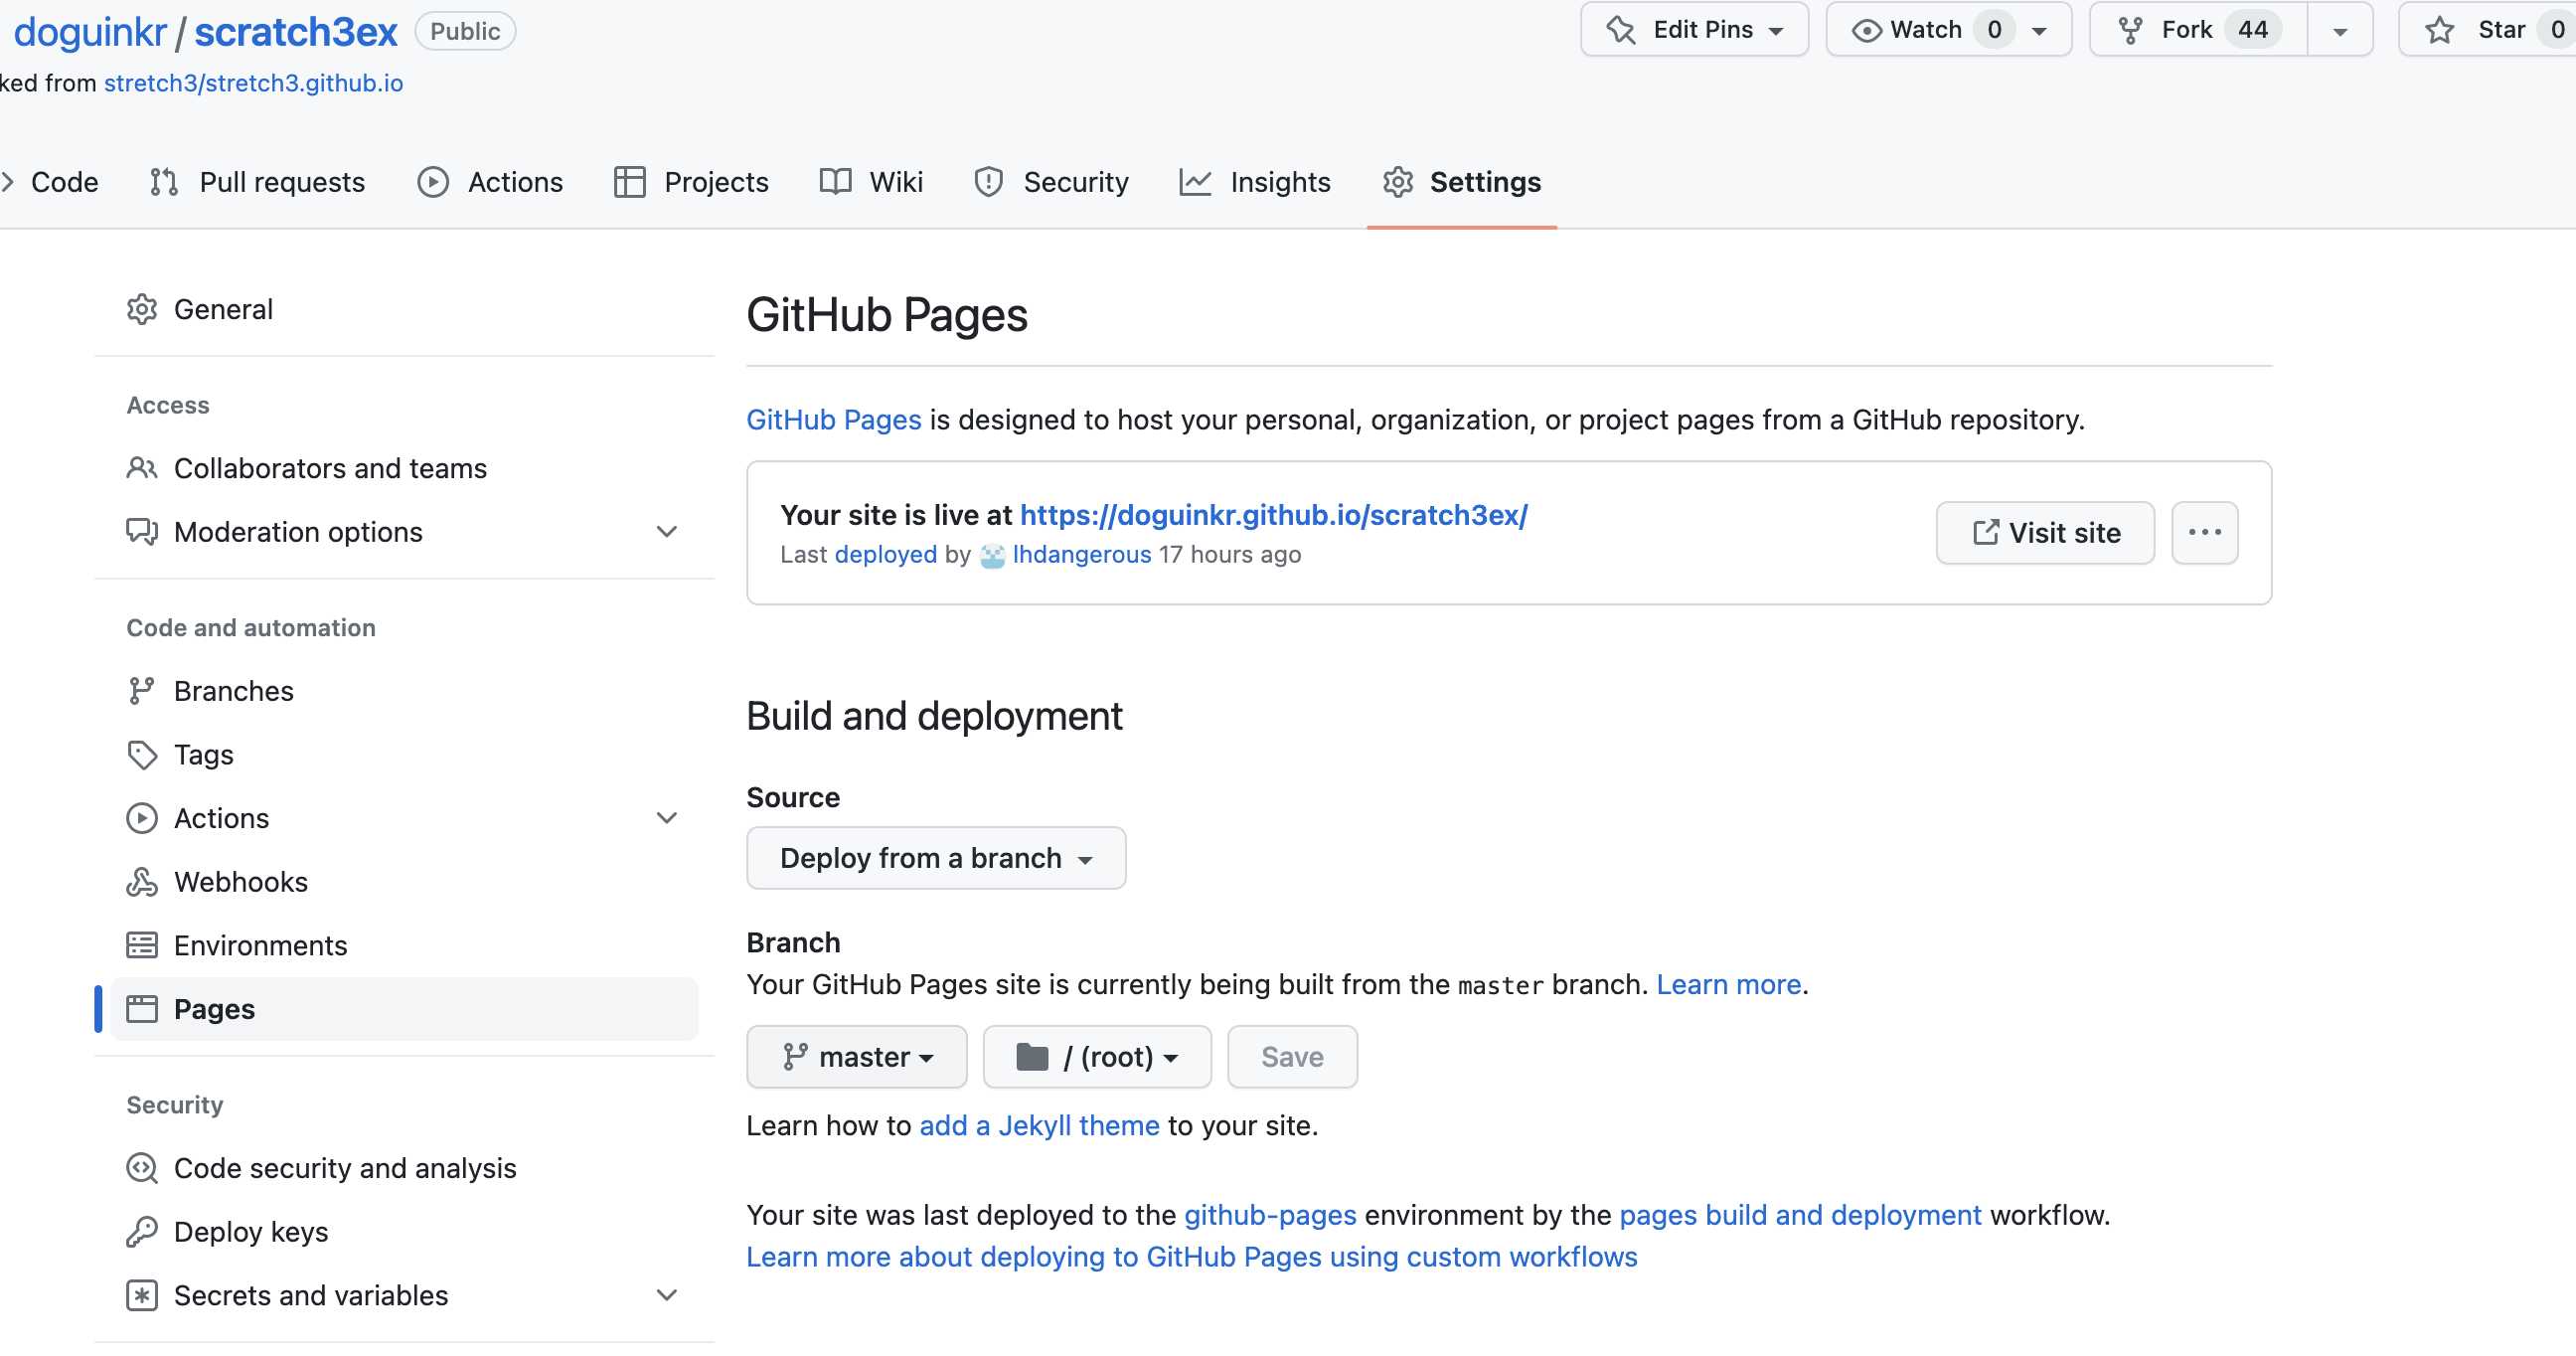 doguinkr / scratch3ex Public
Edit Pins Watch 0 Fork 44 Star 0
ked from stretch3/stretch3.github.io
Code Pull requests Actions Projects Wiki Security Insights Settings
General
Access
Collaborators and teams
Moderation options
Code and automation
Branches
Tags
Actions
Webhooks
Environments
Pages
Security
Code security and analysis
Deploy keys
Secrets and variables
GitHub Pages
GitHub Pages is designed to host your personal, organization, or project pages from a GitHub repository.
Your site is live at https://doguinkr.github.io/scratch3ex/
Last deployed by lhdangerous 17 hours ago
Visit site
Build and deployment
Source
Deploy from a branch
Branch
Your GitHub Pages site is currently being built from the master branch. Learn more.
master / (root) Save
Learn how to add a Jekyll theme to your site.
Your site was last deployed to the github-pages environment by the pages build and deployment workflow.
Learn more about deploying to GitHub Pages using custom workflows